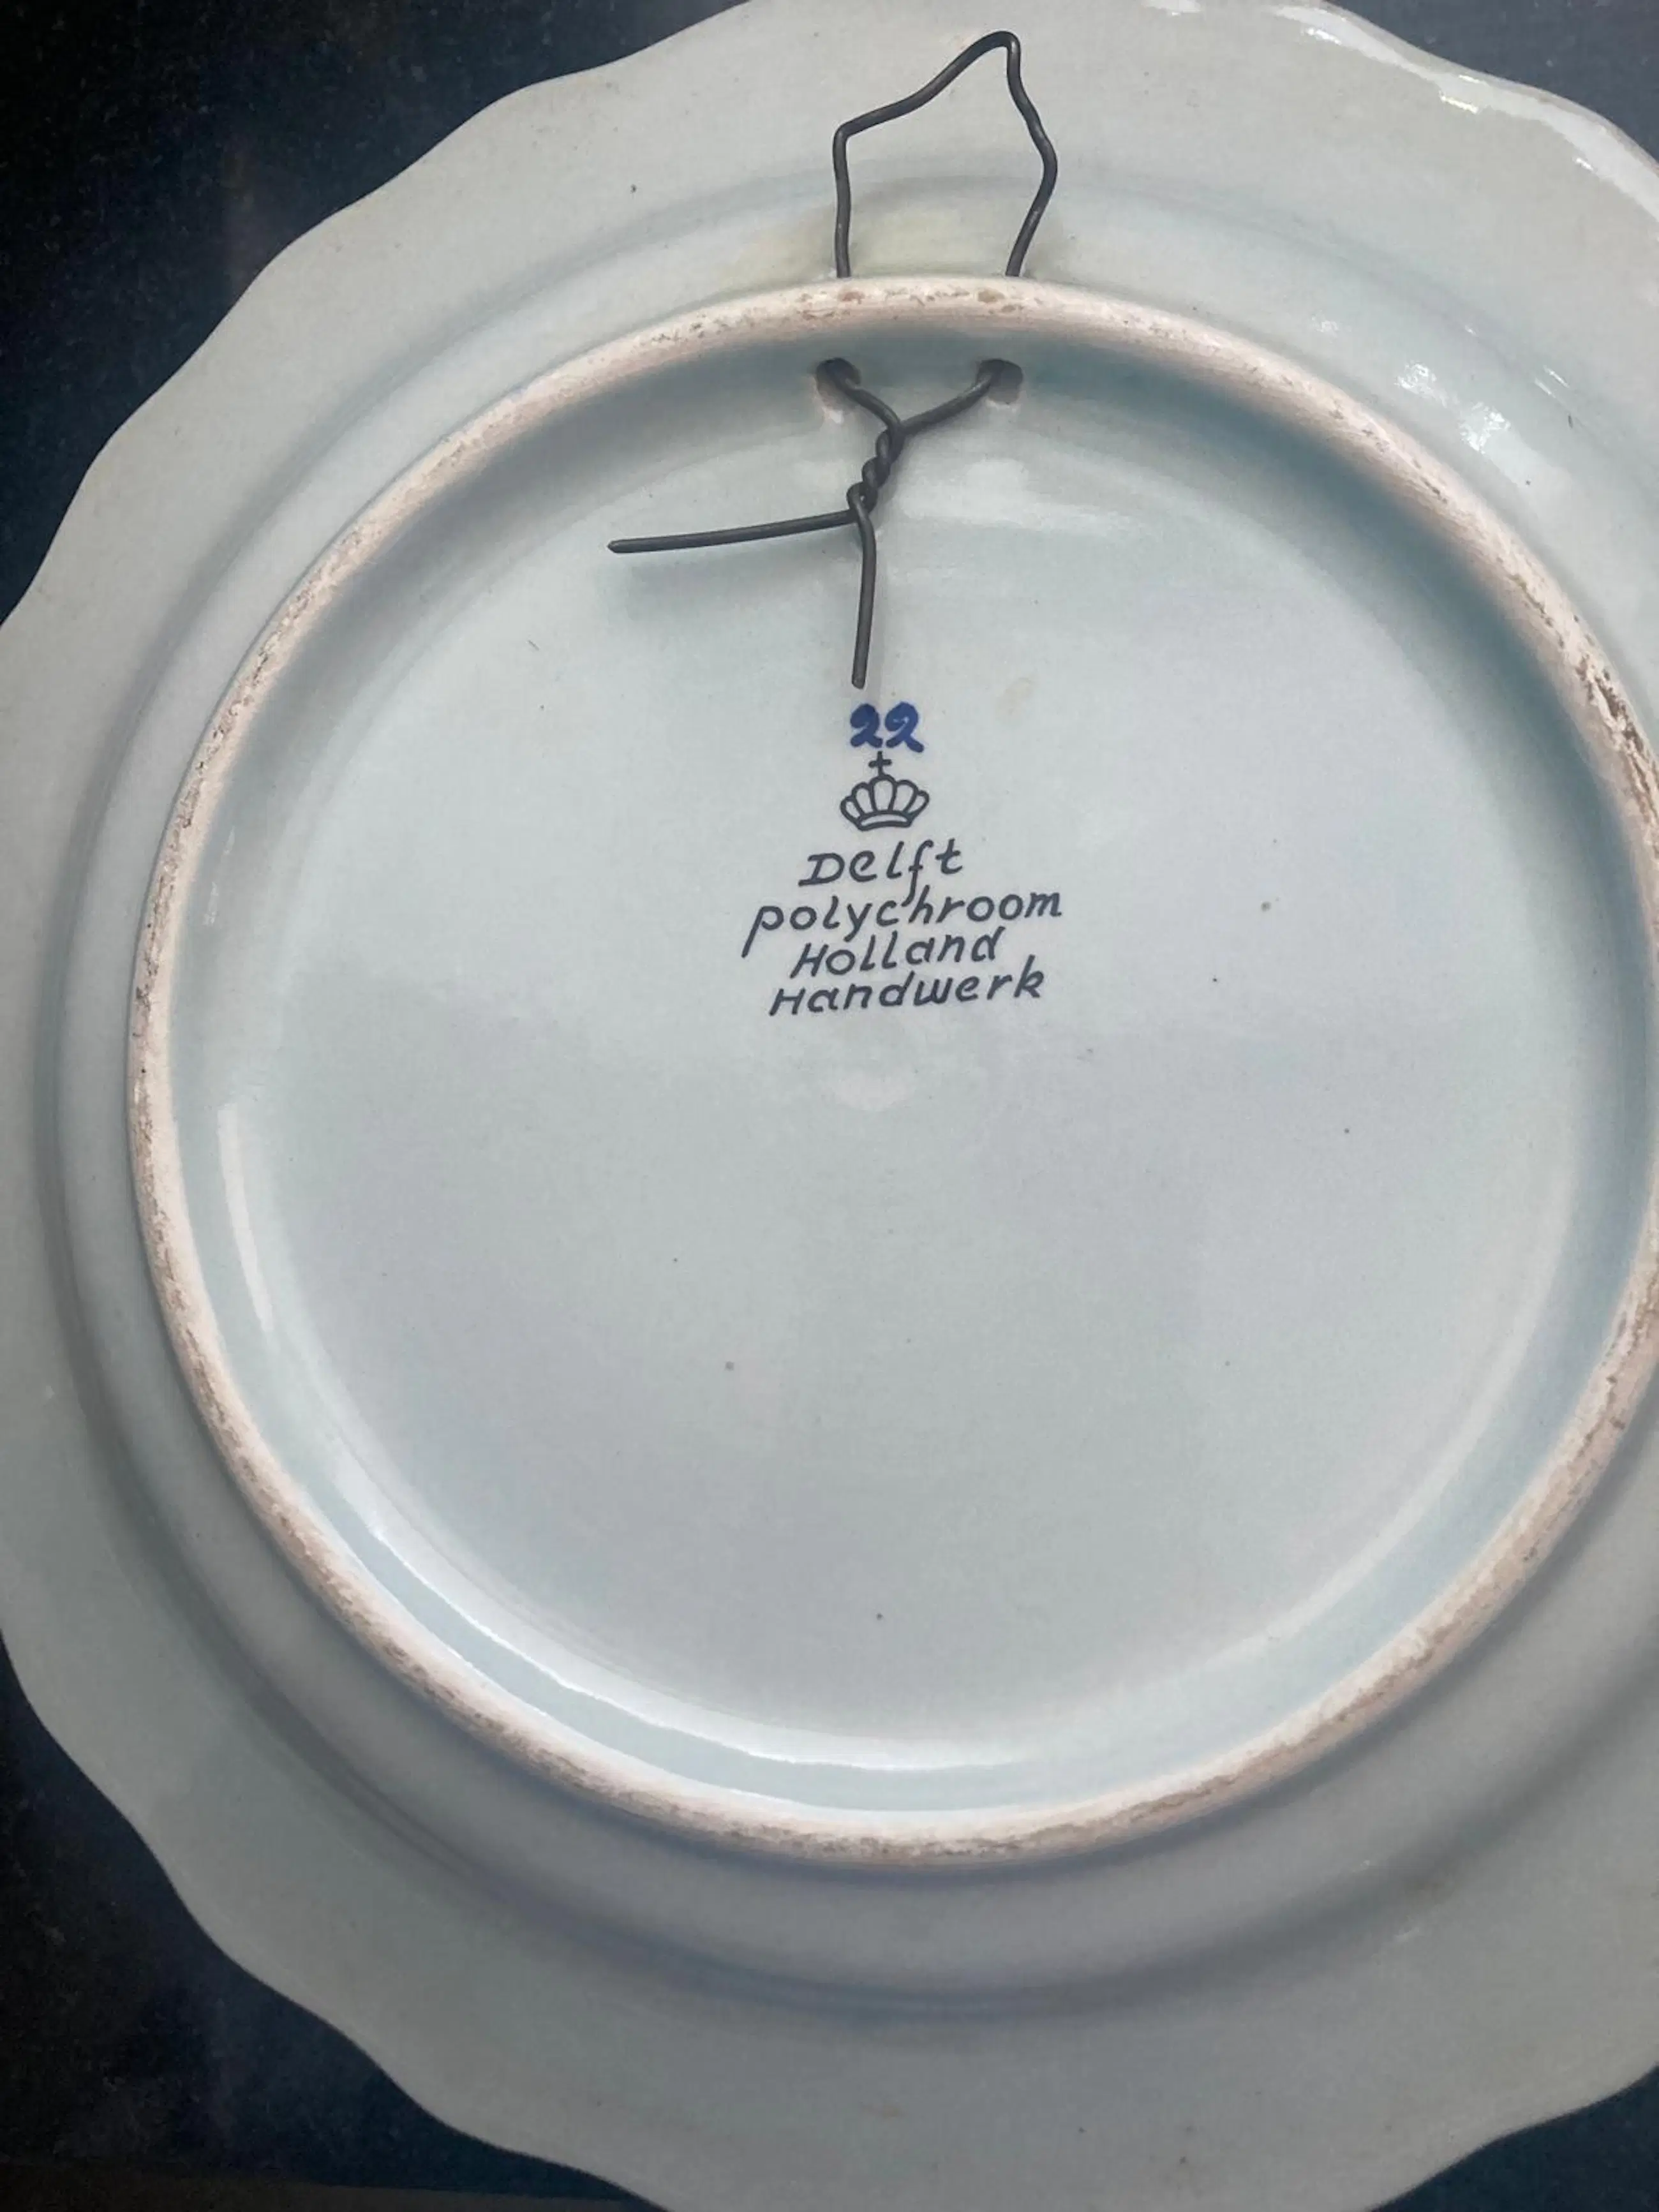 22
Delft
polychroom
Holland
Handwerk